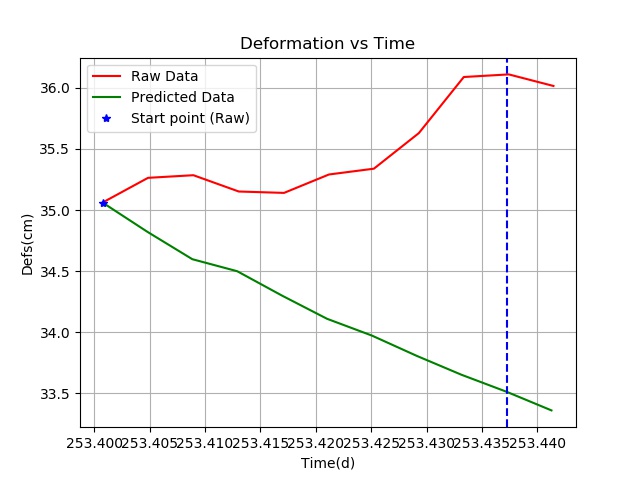 Deformation vs Time
Raw Data
Predicted Data
Start point (Raw)
36.0
35.5
35.0
34.5
34.0
33.5
Defs(cm)
253.400 253.405 253.410 253.415 253.420 253.425 253.430 253.435 253.440
Time(d)